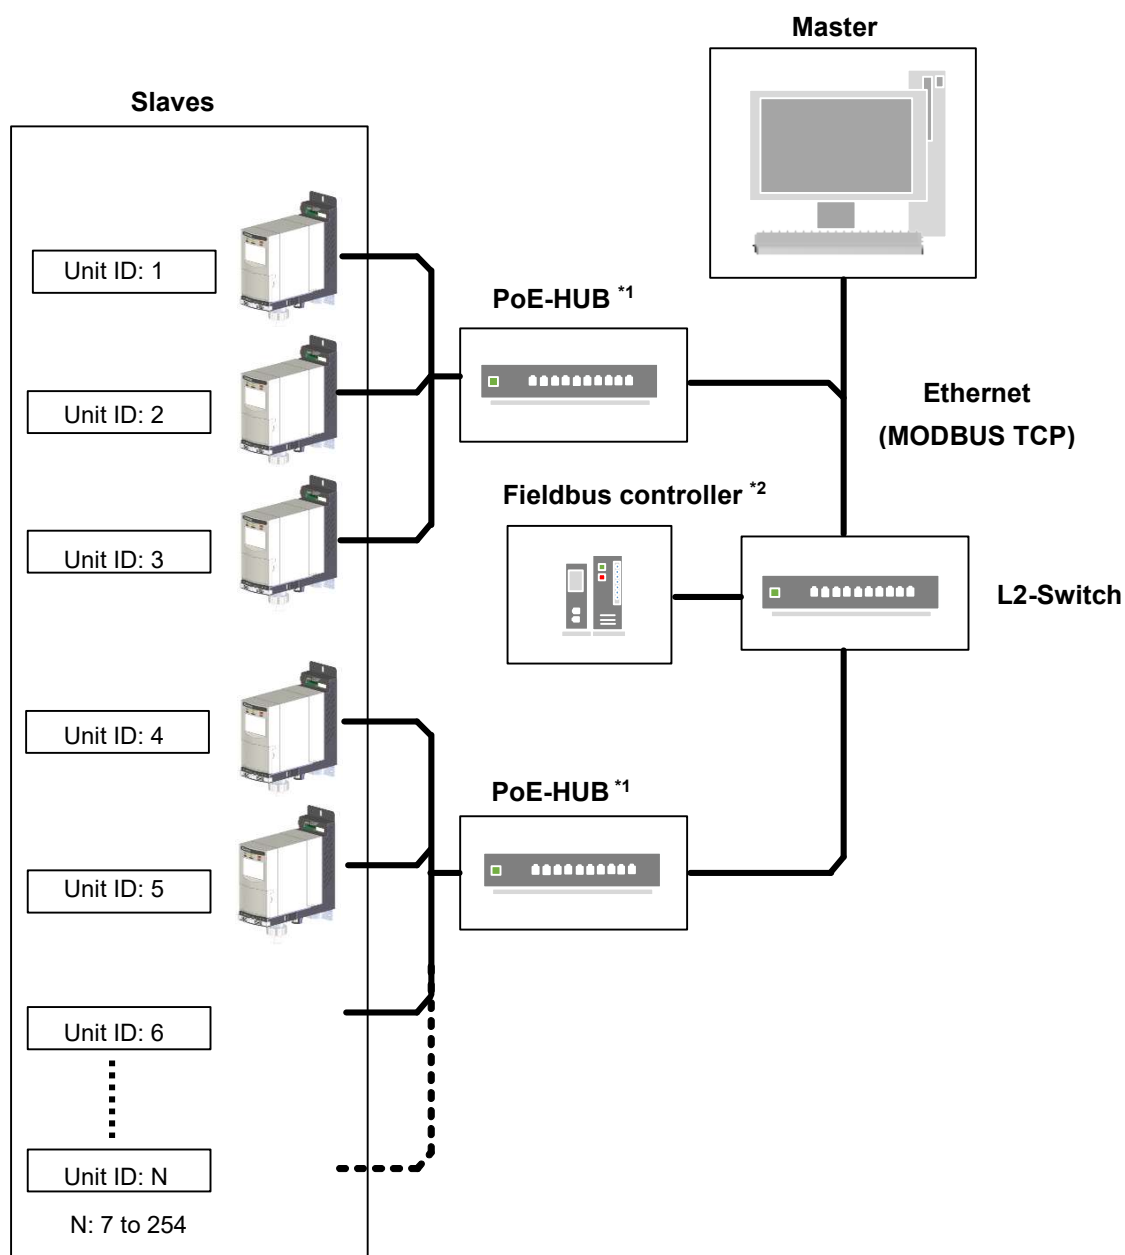 Master
Slaves
Unit ID: 1
PoE-HUB *1
Unit ID: 2
Ethernet
(MODBUS TCP)
Fieldbus controller *2
Unit ID: 3
L2-Switch
Unit ID: 4
PoE-HUB *1
Unit ID: 5
Unit ID: 6
Unit ID: N
N: 7 to 254